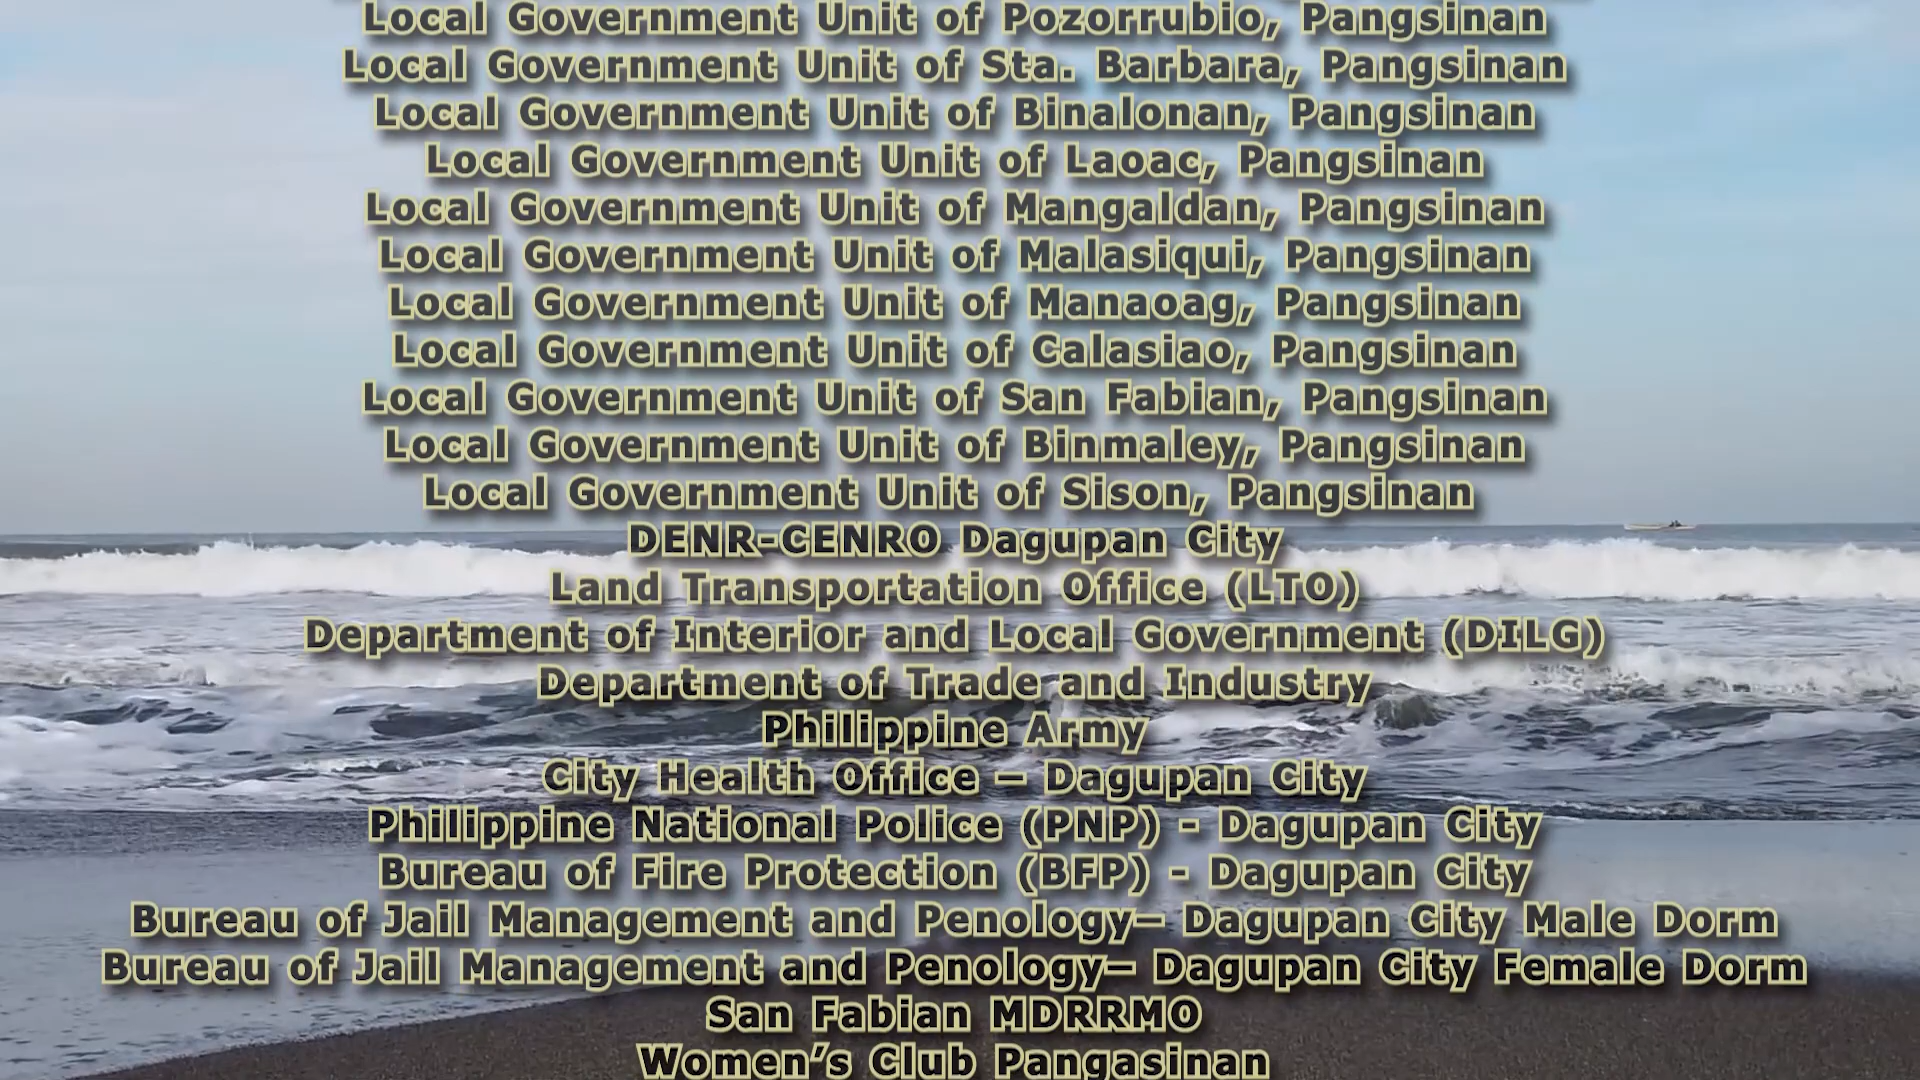 Local Government Unit of Pozorrubio, Pangsinan
Local Government Unit of Sta. Barbara, Pangsinan
Local Government Unit of Binalonan, Pangsinan
Local Government Unit of Laoac, Pangsinan
Local Government Unit of Mangaldan, Pangsinan
Local Government Unit of Malasiqui, Pangsinan
Local Government Unit of Manaoag, Pangsinan
Local Government Unit of Calasiao, Pangsinan
Local Government Unit of San Fabian, Pangsinan
Local Government Unit of Binmaley, Pangsinan
Local Government Unit of Sison, Pangsinan
DENR-CENRO Dagupan City
Land Transportation Office (LTO)
Department of Interior and Local Government (DILG)
Department of Trade and Industry
Philippine Army
City Health Office – Dagupan City
Philippine National Police (PNP) - Dagupan City
Bureau of Fire Protection (BFP) - Dagupan City
Bureau of Jail Management and Penology– Dagupan City Male Dorm
Bureau of Jail Management and Penology– Dagupan City Female Dorm
San Fabian MDRRMO
Women’s Club Pangasinan